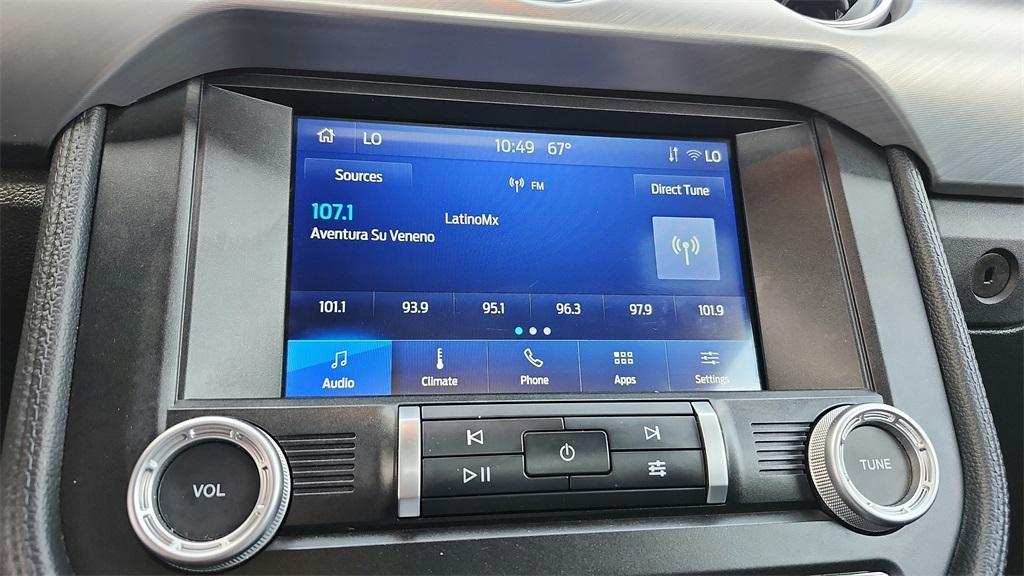 LO 10:49 67° LO
Sources FM Direct Tune
107.1 LatinoMx
Aventura Su Veneno
101.1 93.9 95.1 96.3 97.9 101.9
Audio Climate Phone Apps Settings
VOL TUNE